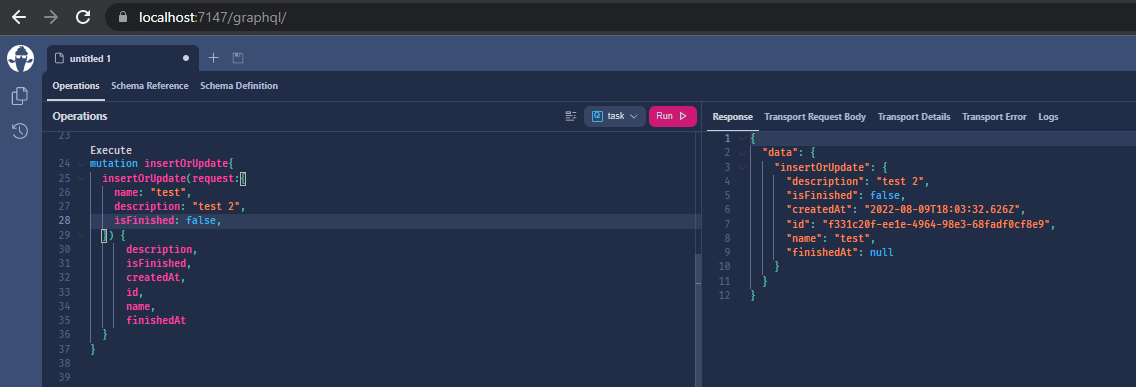 localhost:7147/graphql/
untitled 1
Operations Schema Reference Schema Definition
Operations
task
Run
23
Execute
24 mutation insertOrUpdate{
25 insertOrUpdate(request:{
26 name: "test",
27 description: "test 2",
28 isFinished: false,
29 }) {
30 description,
31 isFinished,
32 createdAt,
33 id,
34 name,
35 finishedAt
36 }
37 }
38
39
Response Transport Request Body Transport Details Transport Error Logs
1 {
2 "data": {
3 "insertOrUpdate": {
4 "description": "test 2",
5 "isFinished": false,
6 "createdAt": "2022-08-09T18:03:32.626Z",
7 "id": "f331c20f-ee1e-4964-98e3-68fadf0cf8e9",
8 "name": "test",
9 "finishedAt": null
10 }
11 }
12 }